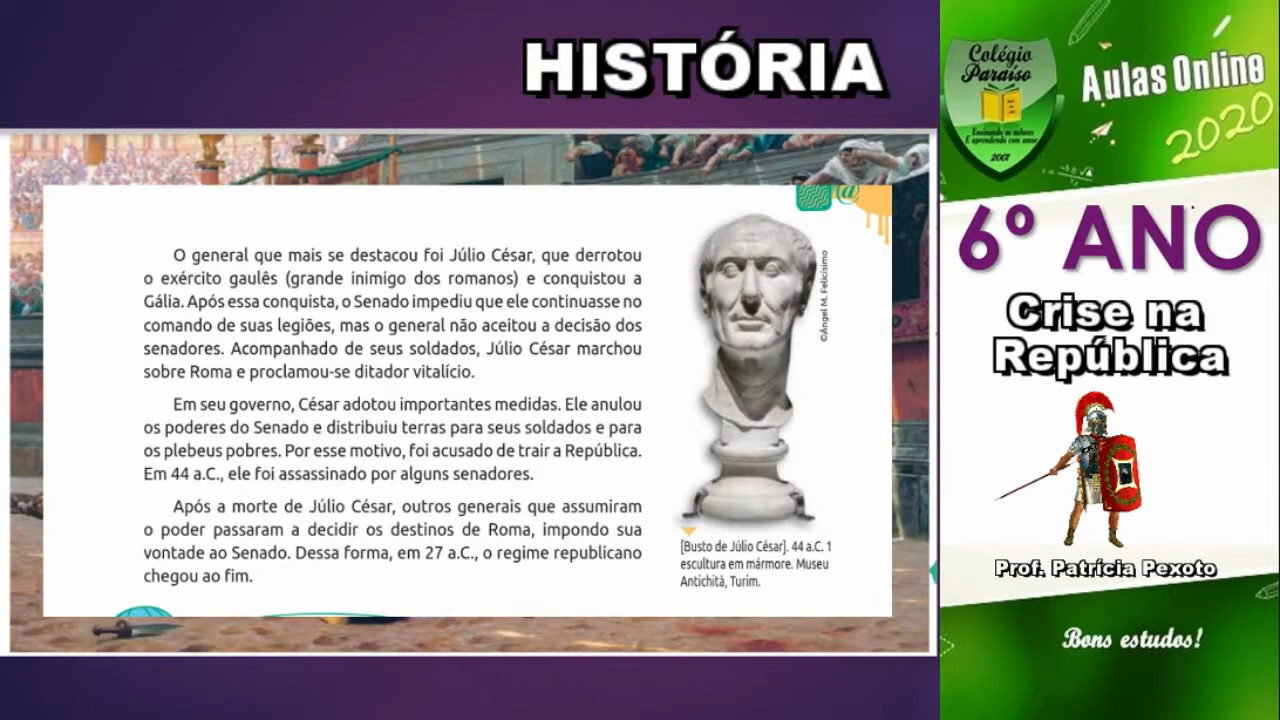 HISTÓRIA
O general que mais se destacou foi Júlio César, que derrotou
o exército gaulês (grande inimigo dos romanos) e conquistou a
Gália. Após essa conquista, o Senado impediu que ele continuasse no
comando de suas legiões, mas o general não aceitou a decisão dos
senadores. Acompanhado de seus soldados, Júlio César marchou
sobre Roma e proclamou-se ditador vitalício.
Em seu governo, César adotou importantes medidas. Ele anulou
os poderes do Senado e distribuiu terras para seus soldados e para
os plebeus pobres. Por esse motivo, foi acusado de trair a República.
Em 44 a.C., ele foi assassinado por alguns senadores.
Após a morte de Júlio César, outros generais que assumiram
o poder passaram a decidir os destinos de Roma, impondo sua
vontade ao Senado. Dessa forma, em 27 a.C., o regime republicano
chegou ao fim.
©Ángel M. Felicísimo
[Busto de Júlio César]. 44 a.C. 1
escultura em mármore. Museu
Antichità, Turim.
Colégio
Paraíso
Ensinando os valores
E aprendendo com amor
2007
Aulas Online
2020
6º ANO
Crise na
República
Prof. Patrícia Pexoto
Bons estudos!